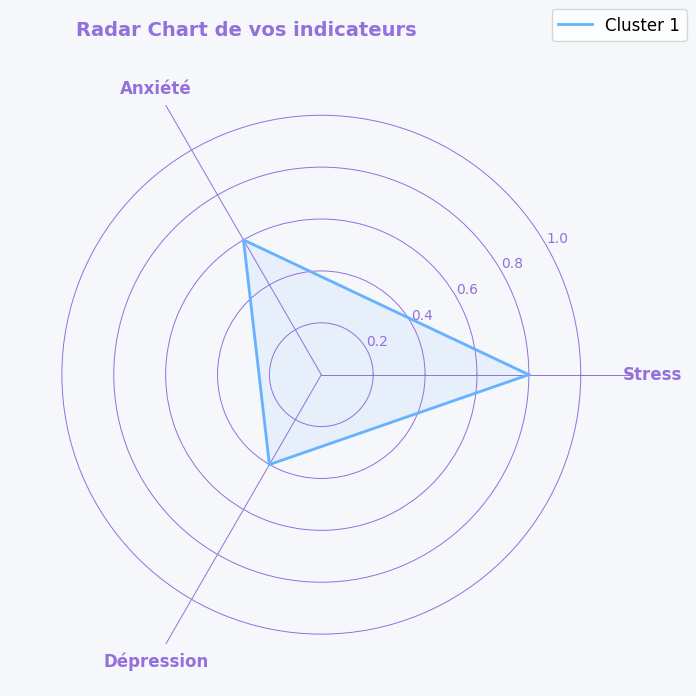 Radar Chart de vos indicateurs
Cluster 1
Anxiété
1.0
0.8
0.6
0.4
0.2
Stress
Dépression